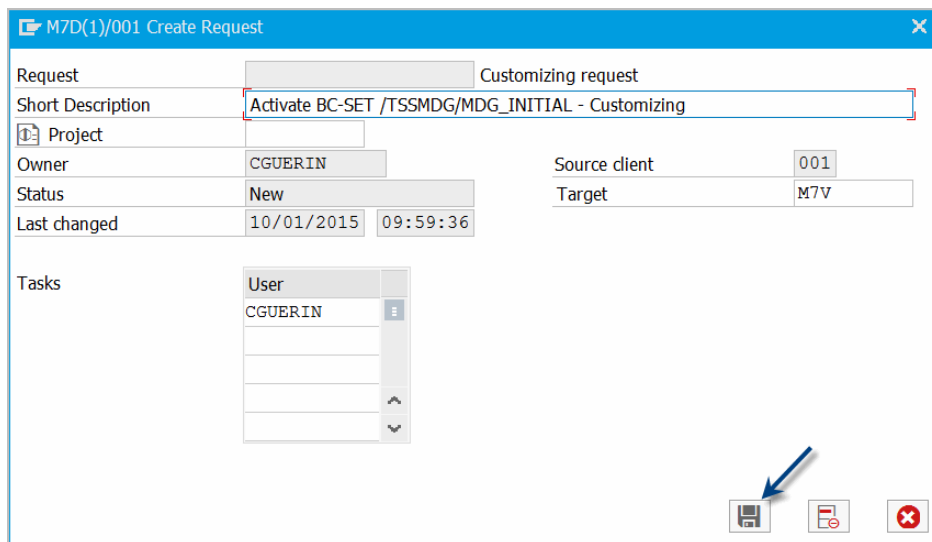 M7D(1)/001 Create Request
Request Customizing request
Short Description Activate BC-SET /TSSMDG/MDG_INITIAL - Customizing
Project
Owner CGUERIN Source client 001
Status New Target M7V
Last changed 10/01/2015 09:59:36
Tasks User
CGUERIN